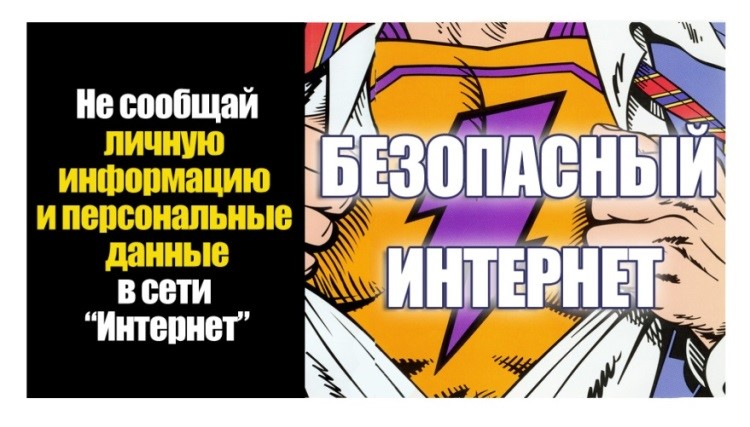 Не сообщай
личную
информацию
и персональные
данные
в сети
“Интернет”
БЕЗОПАСНЫЙ
ИНТЕРНЕТ